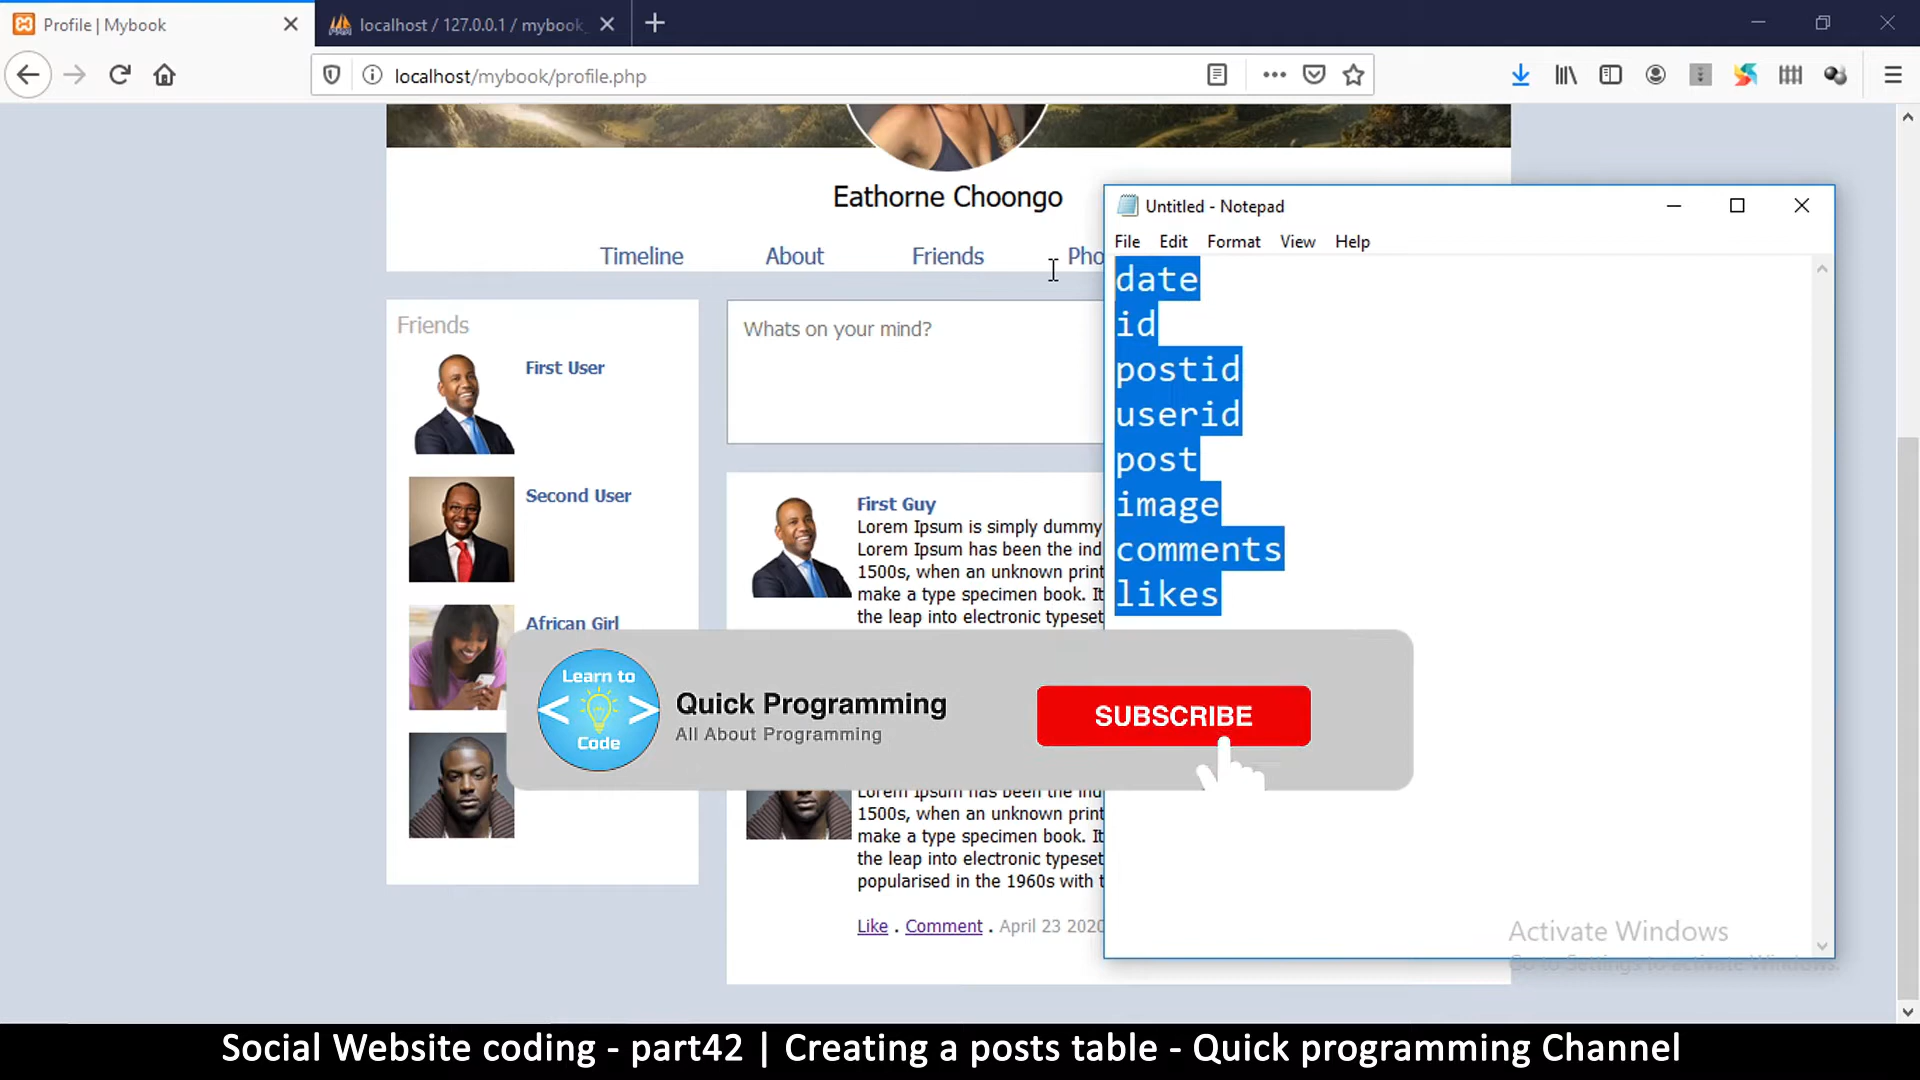 Profile | Mybook
localhost / 127.0.0.1 / mybook
localhost/mybook/profile.php
Eathorne Choongo
Timeline
About
Friends
Pho
Friends
First User
Second User
African Girl
Whats on your mind?
First Guy
Lorem Ipsum is simply dummy
Lorem Ipsum has been the ind
1500s, when an unknown print
make a type specimen book. It
the leap into electronic typeset
Lorem Ipsum has been the ind
1500s, when an unknown print
make a type specimen book. It
the leap into electronic typeset
popularised in the 1960s with t
Like . Comment . April 23 2020
Untitled - Notepad
File Edit Format View Help
date
id
postid
userid
post
image
comments
likes
Learn to
< >
Code
Quick Programming
All About Programming
SUBSCRIBE
Activate Windows
Go to Settings to activate Windows.
Social Website coding - part42 | Creating a posts table - Quick programming Channel